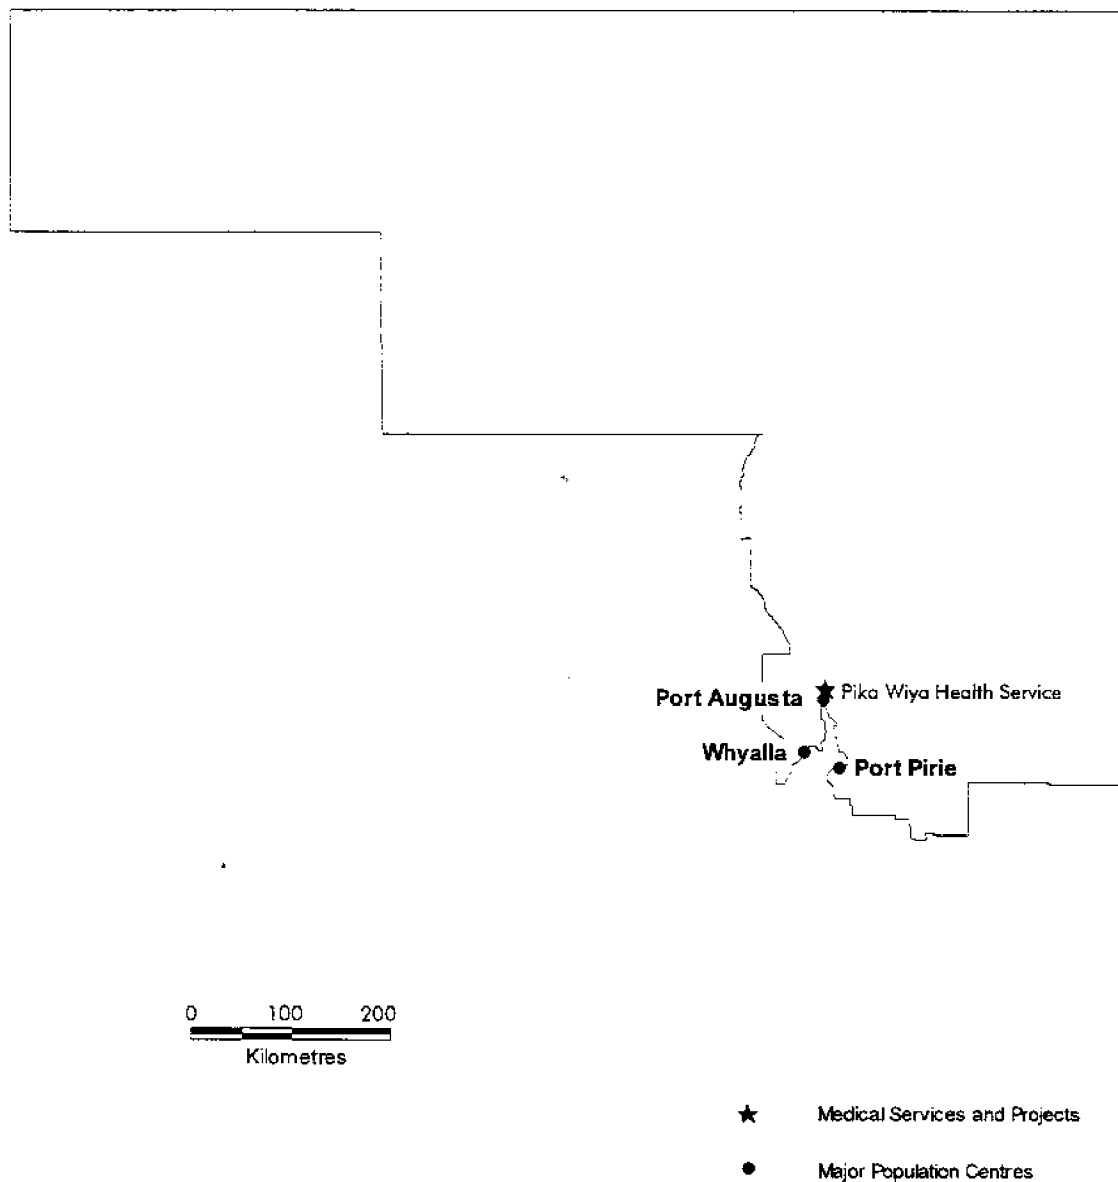 Pika Wiya Health Service
Port Augusta
Whyalla
Port Pirie
0 100 200
Kilometres
Medical Services and Projects
Major Population Centres